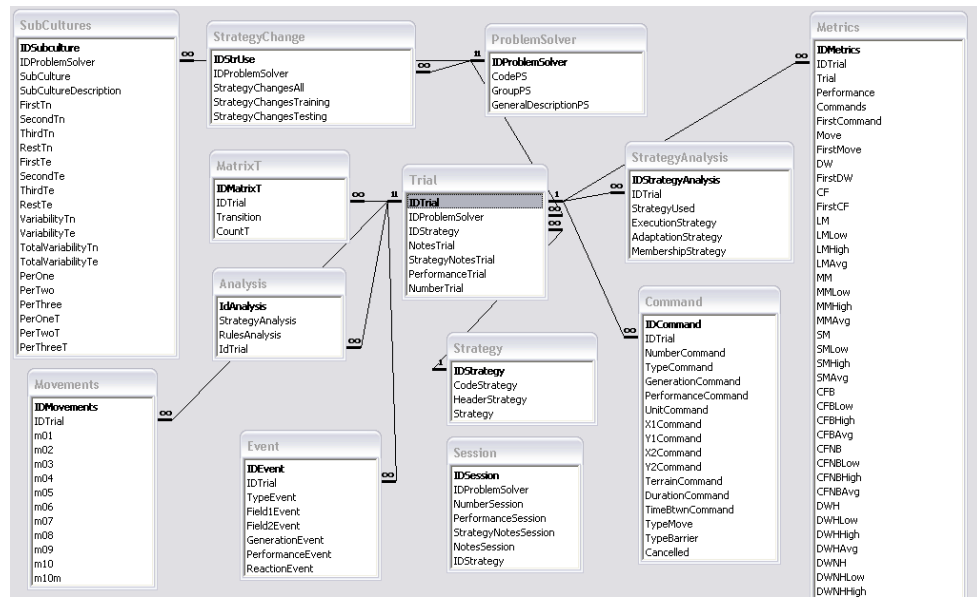 SubCultures
IDSubculture
IDProblemSolver
SubCulture
SubCultureDescription
FirstTn
SecondTn
ThirdTn
RestTn
FirstTe
SecondTe
ThirdTe
RestTe
VariabilityTn
VariabilityTe
TotalVariabilityTn
TotalVariabilityTe
PerOne
PerTwo
PerThree
PerOneT
PerTwoT
PerThreeT
StrategyChange
IDStrUse
IDProblemSolver
StrategyChangesAll
StrategyChangesTraining
StrategyChangesTesting
ProblemSolver
IDProblemSolver
CodePS
GroupPS
GeneralDescriptionPS
Metrics
IDMetrics
IDTrial
Trial
Performance
Commands
FirstCommand
Move
FirstMove
DW
FirstDW
CF
FirstCF
LM
LMLow
LMHigh
LMAvg
MM
MMLow
MMHigh
MMAvg
SM
SMLow
SMHigh
SMAvg
CFB
CFBLow
CFBHigh
CFBAvg
CFNB
CFNBLow
CFNBHigh
CFNBAvg
DWH
DWHLow
DWHHigh
DWHAvg
DWNH
DWNHLow
DWNHHigh
MatrixT
IDMatrixT
IDTrial
Transition
CountT
Trial
IDTrial
IDProblemSolver
IDStrategy
NotesTrial
StrategyNotesTrial
PerformanceTrial
NumberTrial
StrategyAnalysis
IDStrategyAnalysis
IDTrial
StrategyUsed
ExecutionStrategy
AdaptationStrategy
MembershipStrategy
Analysis
IdAnalysis
StrategyAnalysis
RulesAnalysis
IdTrial
Command
IDCommand
IDTrial
NumberCommand
TypeCommand
GenerationCommand
PerformanceCommand
UnitCommand
X1Command
Y1Command
X2Command
Y2Command
TerrainCommand
DurationCommand
TimeBtwnCommand
TypeMove
TypeBarrier
Cancelled
Strategy
IDStrategy
CodeStrategy
HeaderStrategy
Strategy
Movements
IDMovements
IDTrial
m01
m02
m03
m04
m05
m06
m07
m08
m09
m10
m10m
Event
IDEvent
IDTrial
TypeEvent
Field1Event
Field2Event
GenerationEvent
PerformanceEvent
ReactionEvent
Session
IDSession
IDProblemSolver
NumberSession
PerformanceSession
StrategyNotesSession
NotesSession
IDStrategy